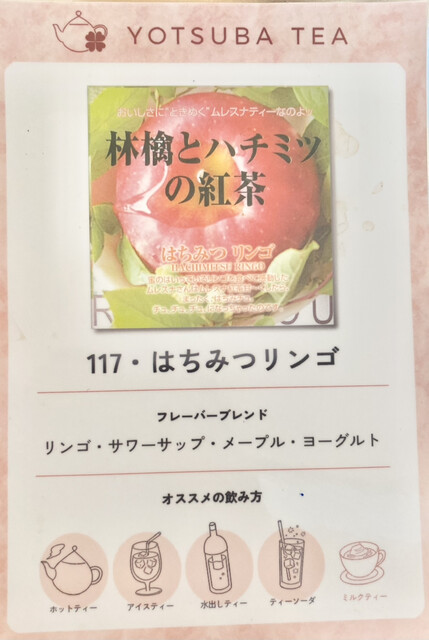 YOTSUBA TEA
おいしさに"ときめく"ムレスナティーなのよ♪
林檎とハチミツ
の紅茶
はちみつ リンゴ
HACHIMITSU RINGO
117・はちみつリンゴ
フレーバーブレンド
リンゴ・サワーサップ・メープル・ヨーグルト
オススメの飲み方
ホットティー
アイスティー
水出しティー
ティーソーダ
ミルクティー